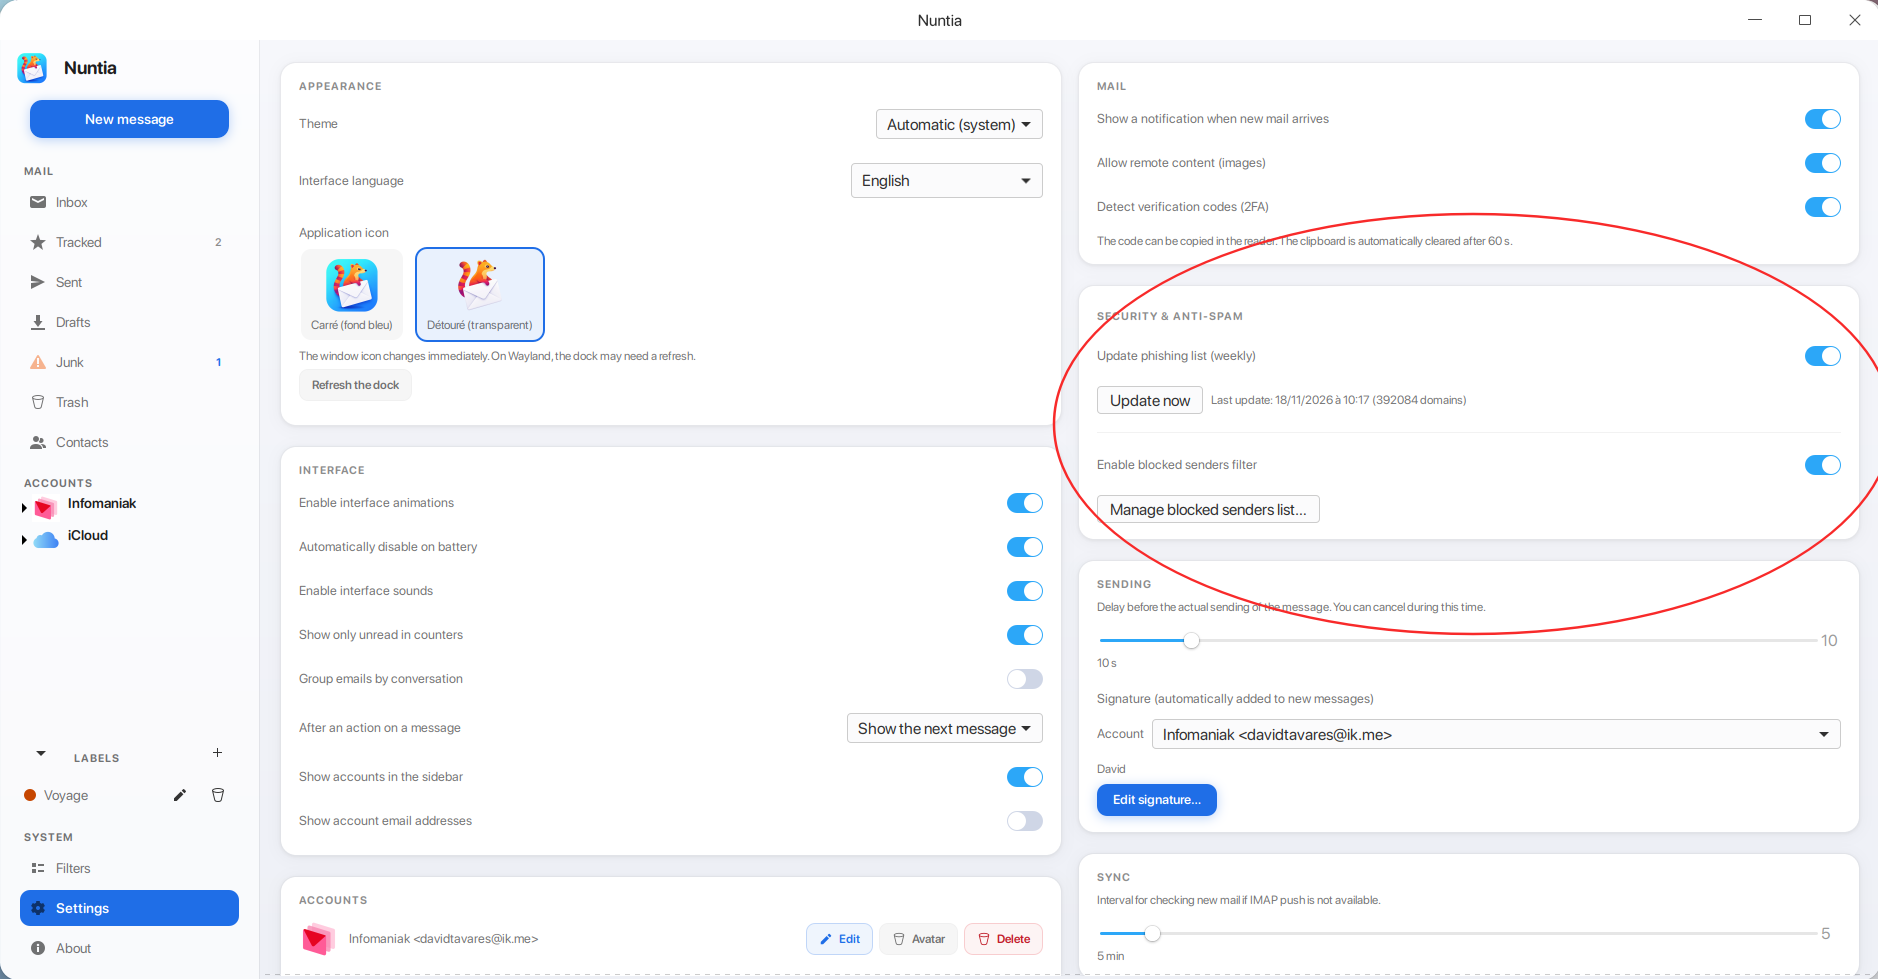 Nuntia
Nuntia
New message
MAIL
Inbox
Tracked 2
Sent
Drafts
Junk 1
Trash
Contacts
ACCOUNTS
Infomaniak
iCloud
LABELS +
Voyage
SYSTEM
Filters
Settings
About
APPEARANCE
Theme Automatic (system)
Interface language English
Application icon
Carré (fond bleu) Détouré (transparent)
The window icon changes immediately. On Wayland, the dock may need a refresh.
Refresh the dock
INTERFACE
Enable interface animations
Automatically disable on battery
Enable interface sounds
Show only unread in counters
Group emails by conversation
After an action on a message Show the next message
Show accounts in the sidebar
Show account email addresses
ACCOUNTS
Infomaniak <davidtavares@ik.me> Edit Avatar Delete
MAIL
Show a notification when new mail arrives
Allow remote content (images)
Detect verification codes (2FA)
The code can be copied in the reader. The clipboard is automatically cleared after 60 s.
SECURITY & ANTI-SPAM
Update phishing list (weekly)
Update now Last update: 18/11/2026 à 10:17 (392084 domains)
Enable blocked senders filter
Manage blocked senders list...
SENDING
Delay before the actual sending of the message. You can cancel during this time.
10
10 s
Signature (automatically added to new messages)
Account Infomaniak <davidtavares@ik.me>
David
Edit signature...
SYNC
Interval for checking new mail if IMAP push is not available.
5
5 min